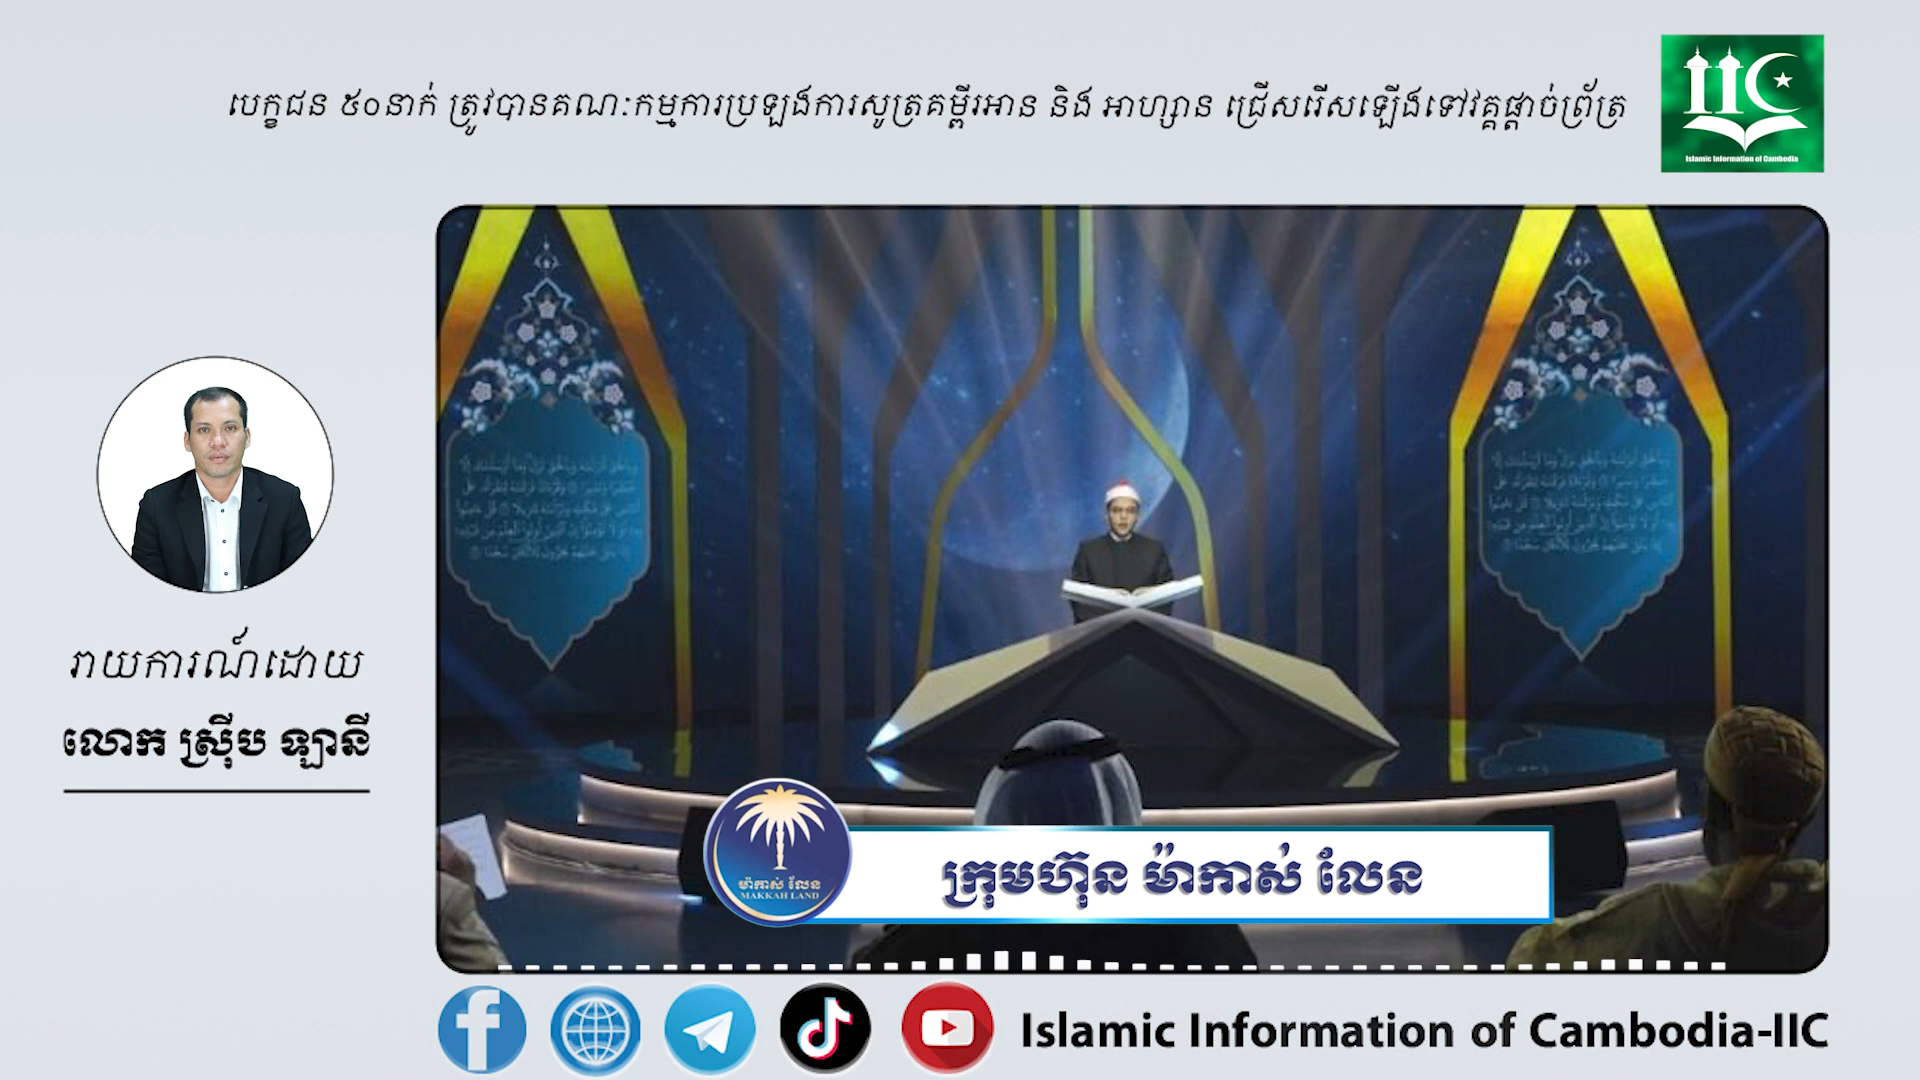 បេក្ខជន ៥០នាក់ ត្រូវបានគណៈកម្មការប្រឡងការសូត្រគម្ពីរអាន និង អាហ្សាន ជ្រើសរើសឡើងទៅវគ្គផ្តាច់ព្រ័ត្រ
IIC
Islamic Information of Cambodia
រាយការណ៍ដោយ
លោក ស្រ៊ីប ឡានី
ម៉ាកាស់ លែន
MAKKAH LAND
ក្រុមហ៊ុន ម៉ាកាស់ លែន
Islamic Information of Cambodia-IIC